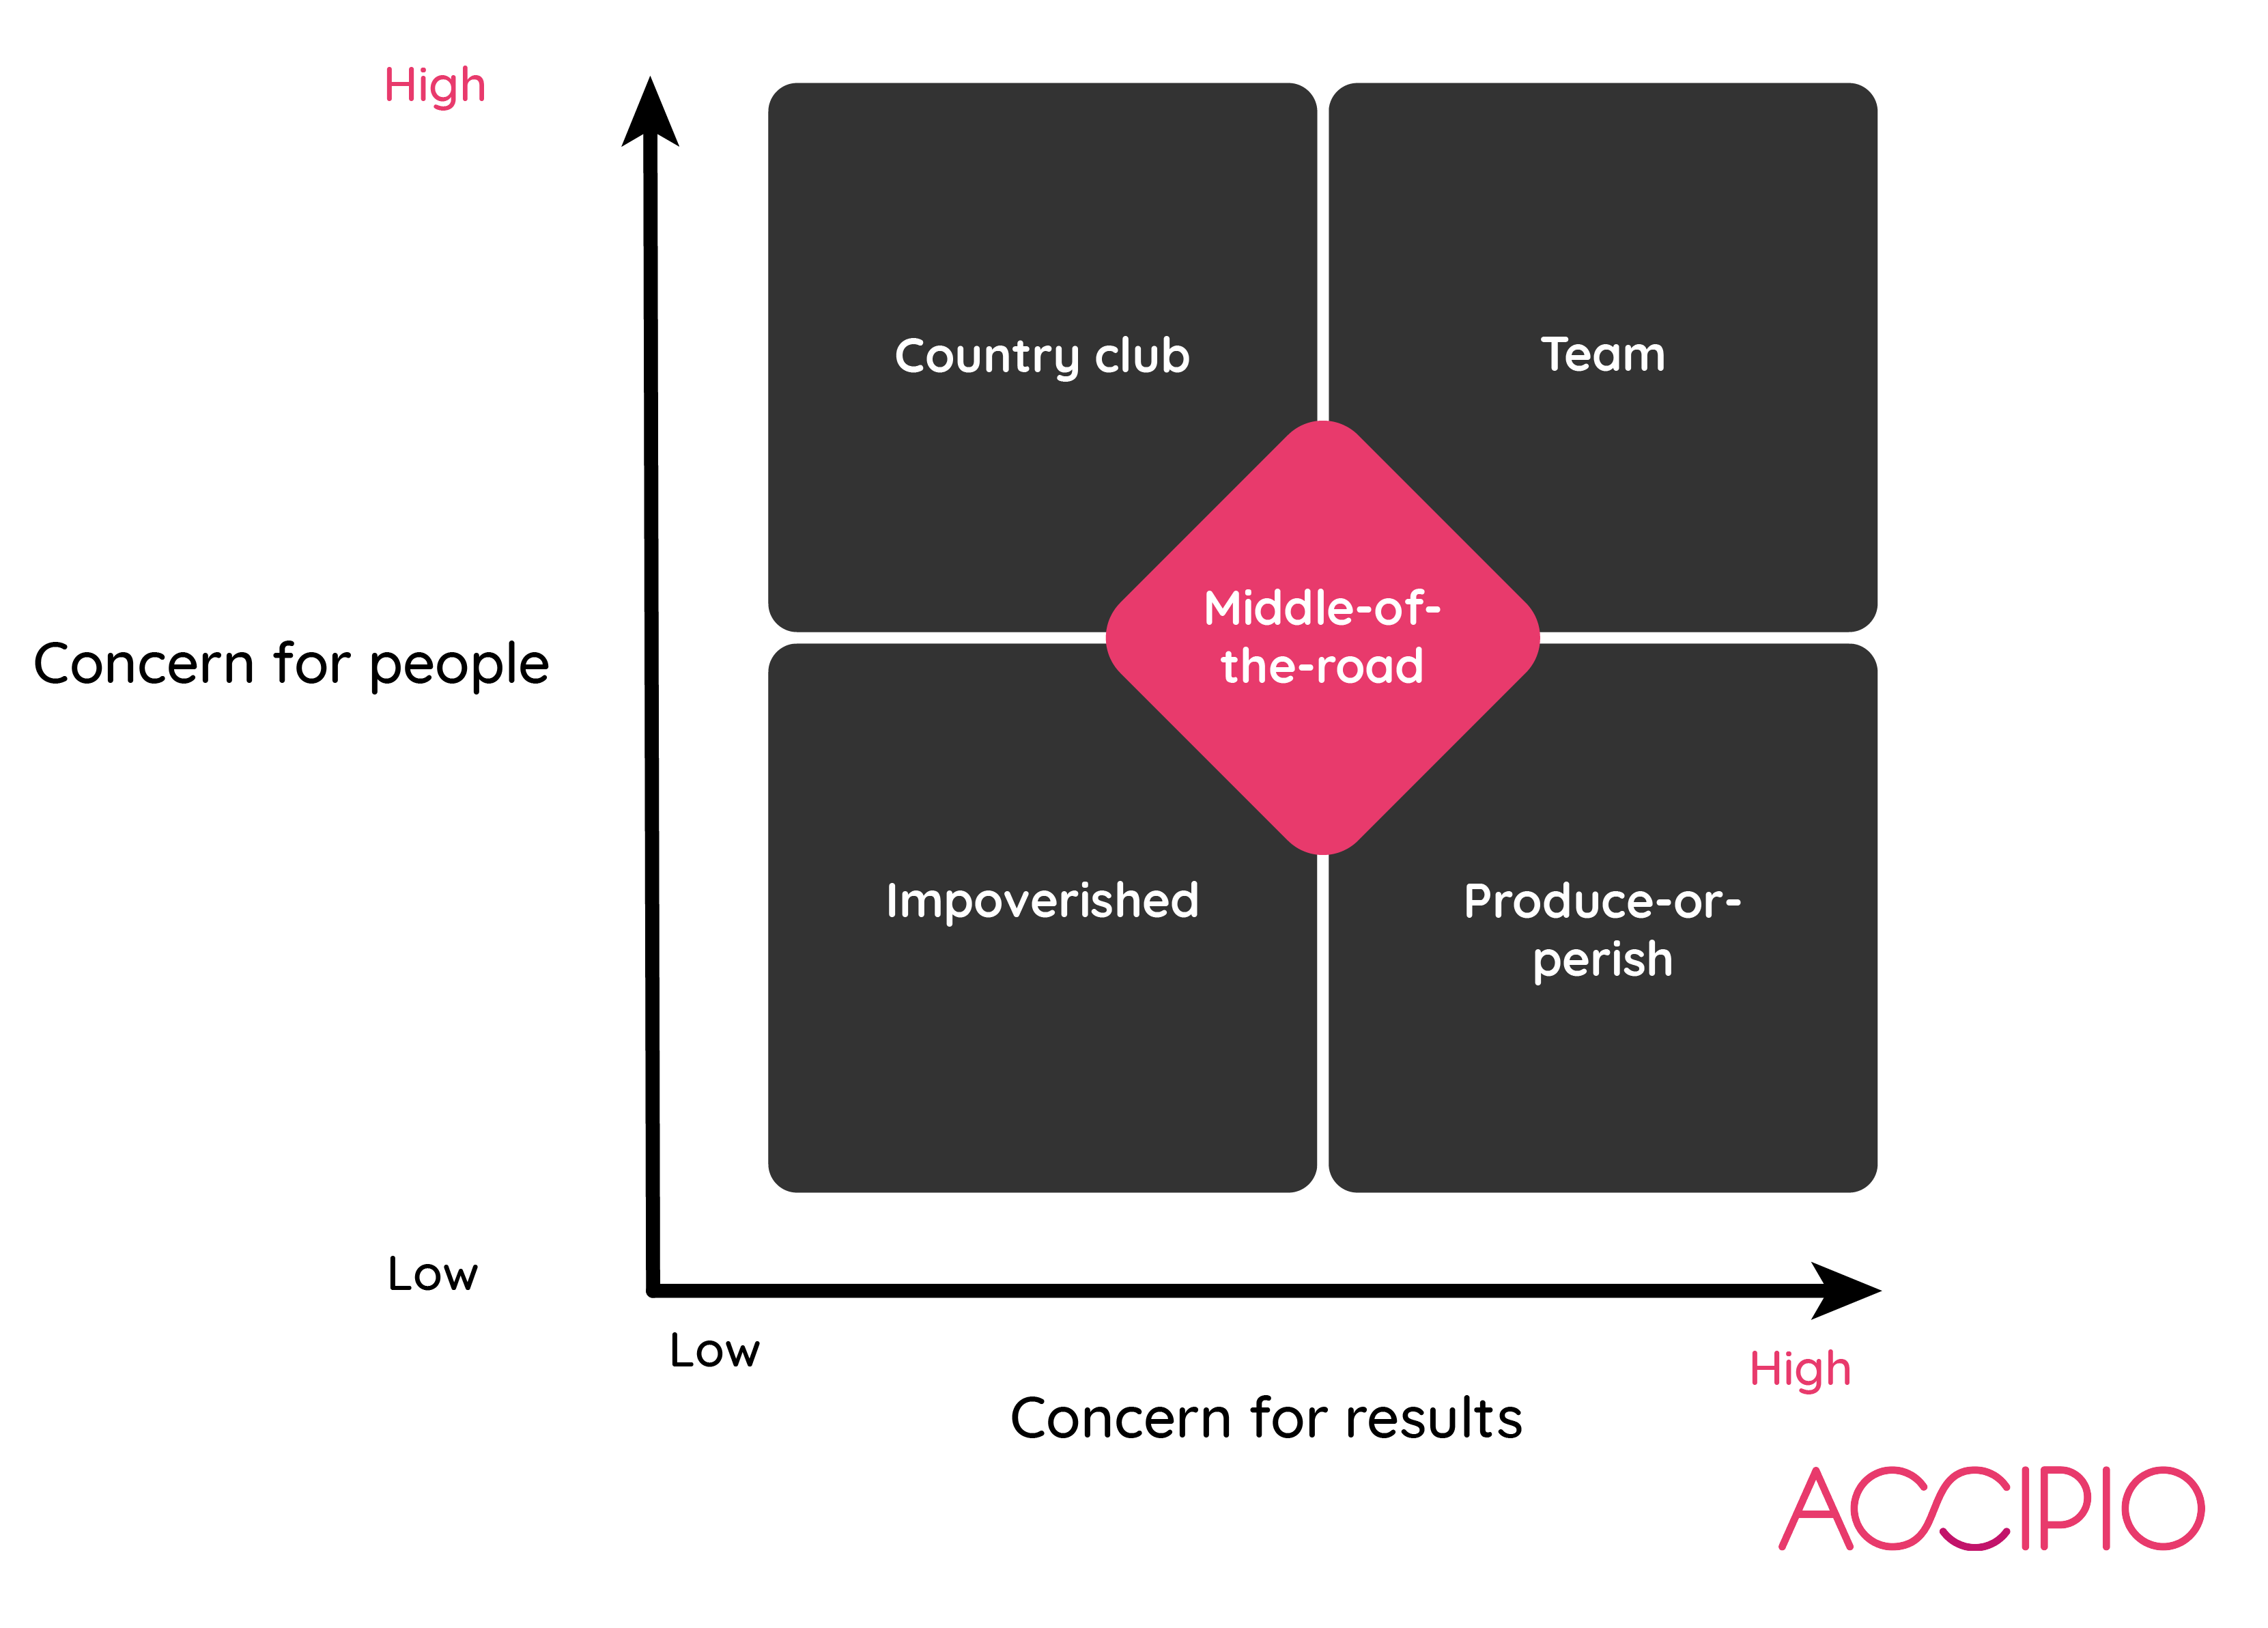 High
Country club
Team
Middle-of-
the-road
Concern for people
Impoverished
Produce-or-
perish
Low
Low
High
Concern for results
ACCIPIO